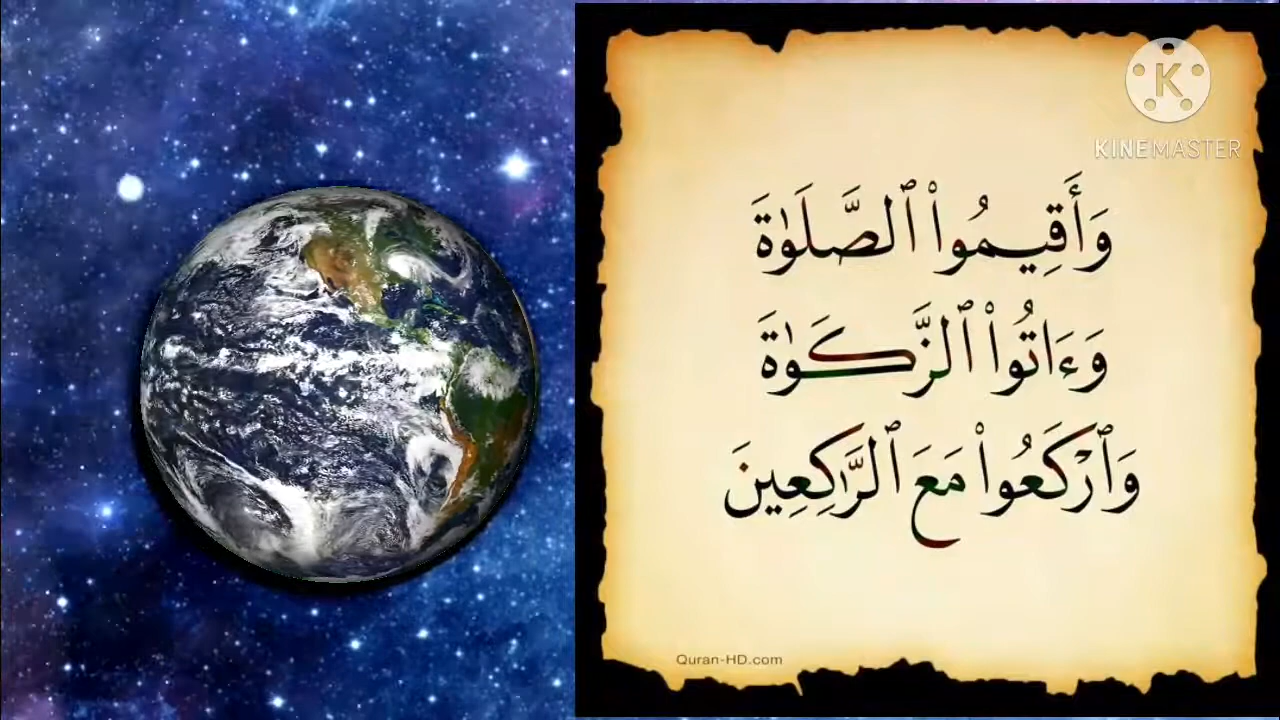 K
KINEMASTER
وَأَقِيمُوا۟ ٱلصَّلَوٰةَ
وَءَاتُوا۟ ٱلزَّكَوٰةَ
وَٱرْكَعُوا۟ مَعَ ٱلرَّٰكِعِينَ
Quran-HD.com